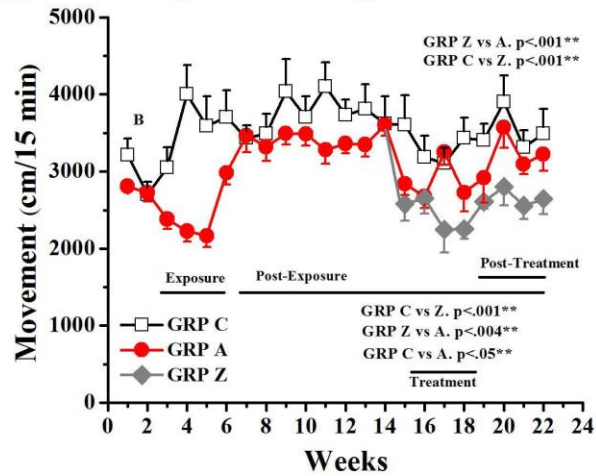 5000
GRP Z vs A. p<.001**
GRP C vs Z. p<.001**
4000
B
3000
2000
Exposure
Post-Exposure
Post-Treatment
1000
GRP C
GRP A
GRP Z
GRP C vs Z. p<.001**
GRP Z vs A. p<.004**
GRP C vs A. p<.05**
Treatment
0
0 2 4 6 8 10 12 14 16 18 20 22 24
Weeks
Movement (cm/15 min)